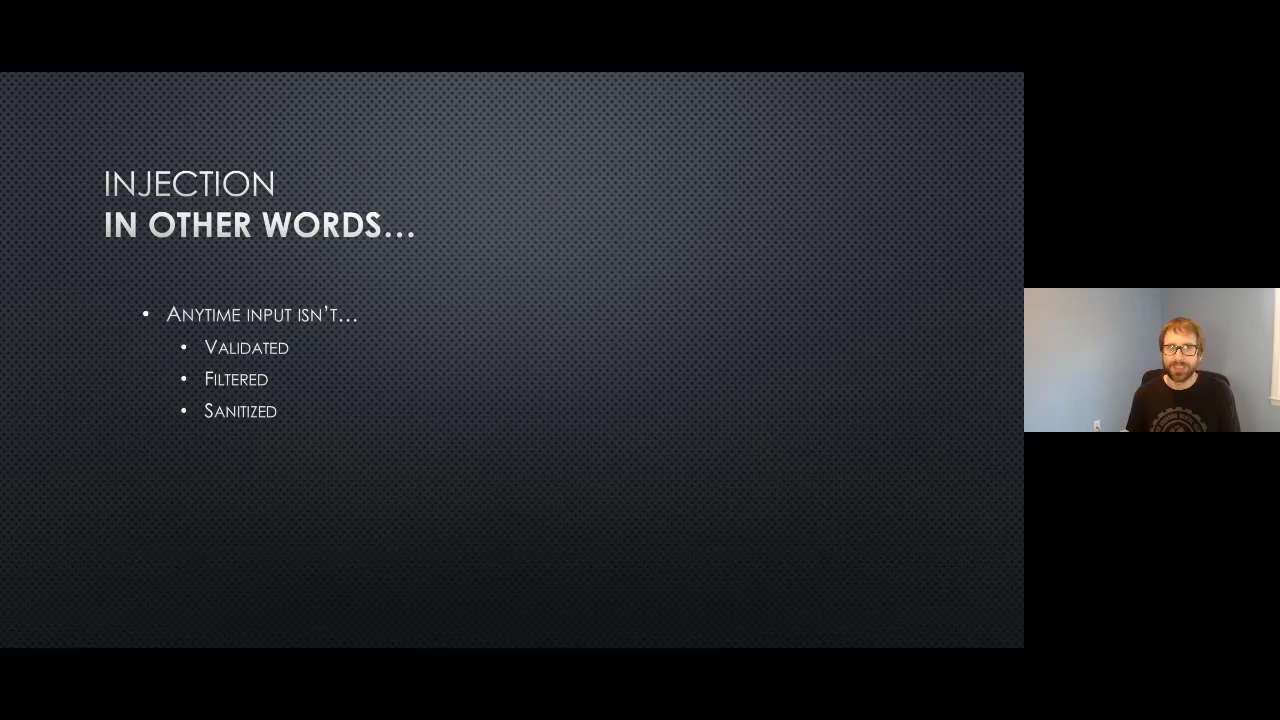 INJECTION
IN OTHER WORDS…
• ANYTIME INPUT ISN’T…
• VALIDATED
• FILTERED
• SANITIZED